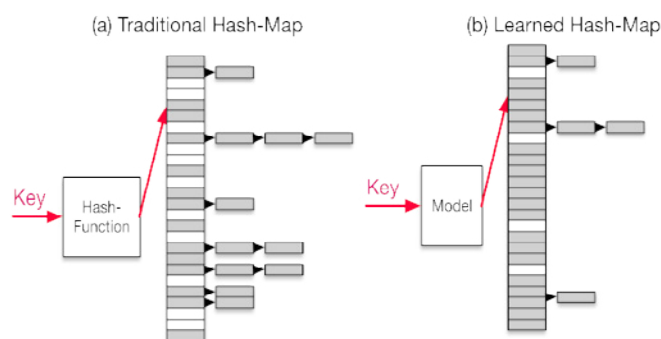 (a) Traditional Hash-Map
Key
Hash-
Function
(b) Learned Hash-Map
Key
Model